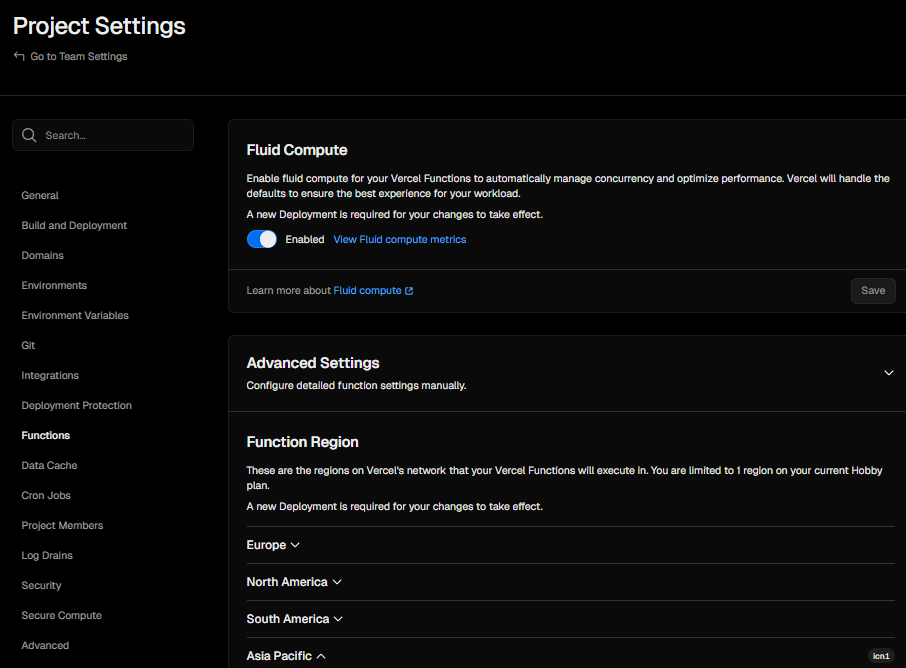 Project Settings
Go to Team Settings
Search...
General
Build and Deployment
Domains
Environments
Environment Variables
Git
Integrations
Deployment Protection
Functions
Data Cache
Cron Jobs
Project Members
Log Drains
Security
Secure Compute
Advanced
Fluid Compute
Enable fluid compute for your Vercel Functions to automatically manage concurrency and optimize performance. Vercel will handle the
defaults to ensure the best experience for your workload.
A new Deployment is required for your changes to take effect.
Enabled View Fluid compute metrics
Learn more about Fluid compute
Save
Advanced Settings
Configure detailed function settings manually.
Function Region
These are the regions on Vercel's network that your Vercel Functions will execute in. You are limited to 1 region on your current Hobby
plan.
A new Deployment is required for your changes to take effect.
Europe
North America
South America
Asia Pacific
icn1